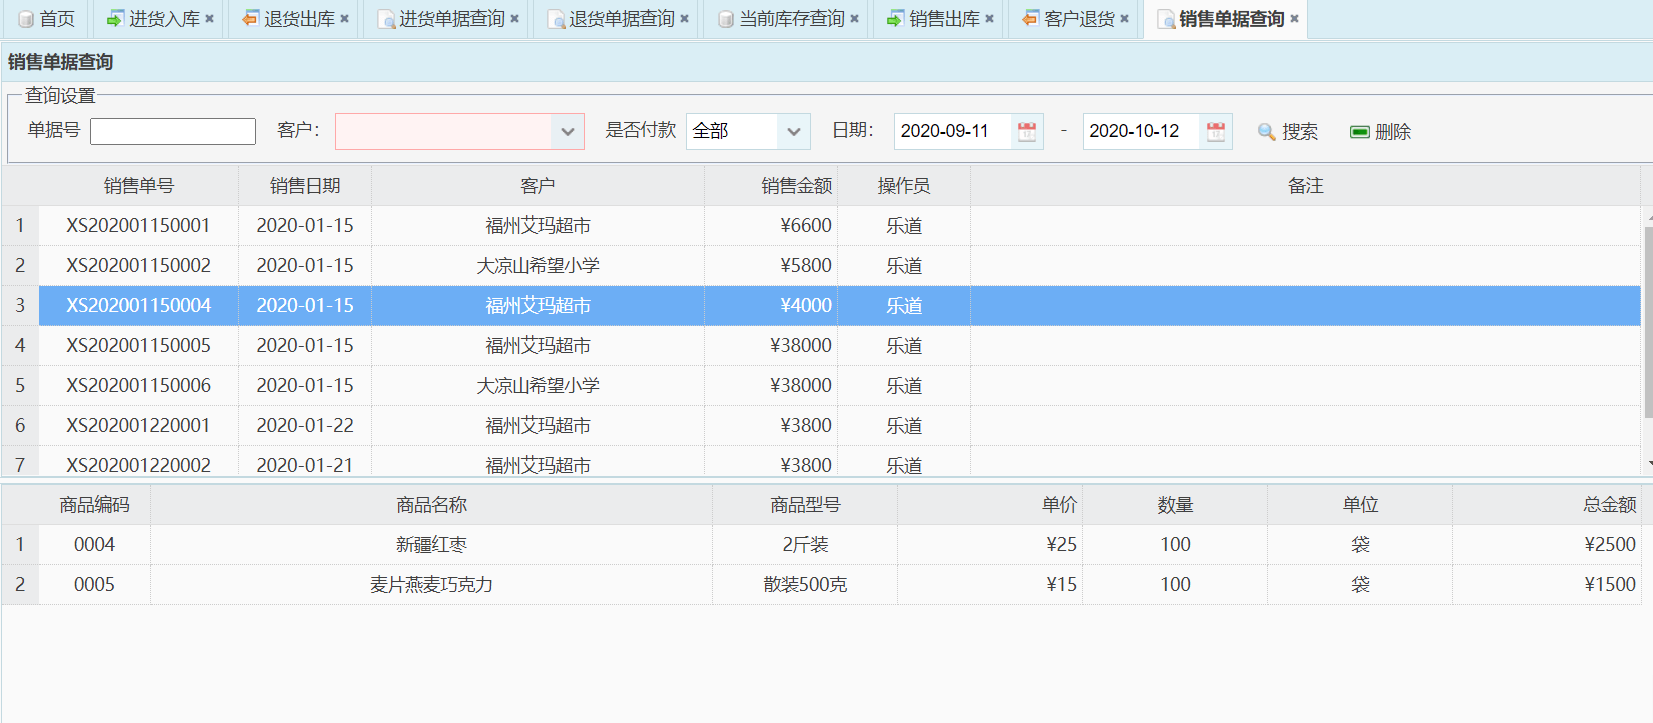 首页 进货入库 退货出库 进货单据查询 退货单据查询 当前库存查询 销售出库 客户退货 销售单据查询
销售单据查询
查询设置
单据号 客户： 是否付款 全部 日期： 2020-09-11 - 2020-10-12 搜索 删除
销售单号 销售日期 客户 销售金额 操作员 备注
1 XS202001150001 2020-01-15 福州艾玛超市 ¥6600 乐道
2 XS202001150002 2020-01-15 大凉山希望小学 ¥5800 乐道
3 XS202001150004 2020-01-15 福州艾玛超市 ¥4000 乐道
4 XS202001150005 2020-01-15 福州艾玛超市 ¥38000 乐道
5 XS202001150006 2020-01-15 大凉山希望小学 ¥38000 乐道
6 XS202001220001 2020-01-22 福州艾玛超市 ¥3800 乐道
7 XS202001220002 2020-01-21 福州艾玛超市 ¥3800 乐道
商品编码 商品名称 商品型号 单价 数量 单位 总金额
1 0004 新疆红枣 2斤装 ¥25 100 袋 ¥2500
2 0005 麦片燕麦巧克力 散装500克 ¥15 100 袋 ¥1500